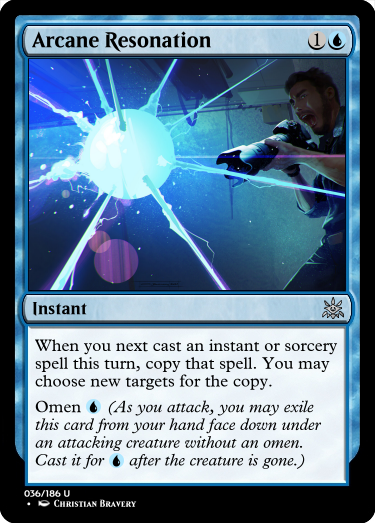 Arcane Resonation 1
Instant
When you next cast an instant or sorcery
spell this turn, copy that spell. You may
choose new targets for the copy.
Omen (As you attack, you may exile
this card from your hand face down under
an attacking creature without an omen.
Cast it for after the creature is gone.)
036/186 U
• Christian Bravery